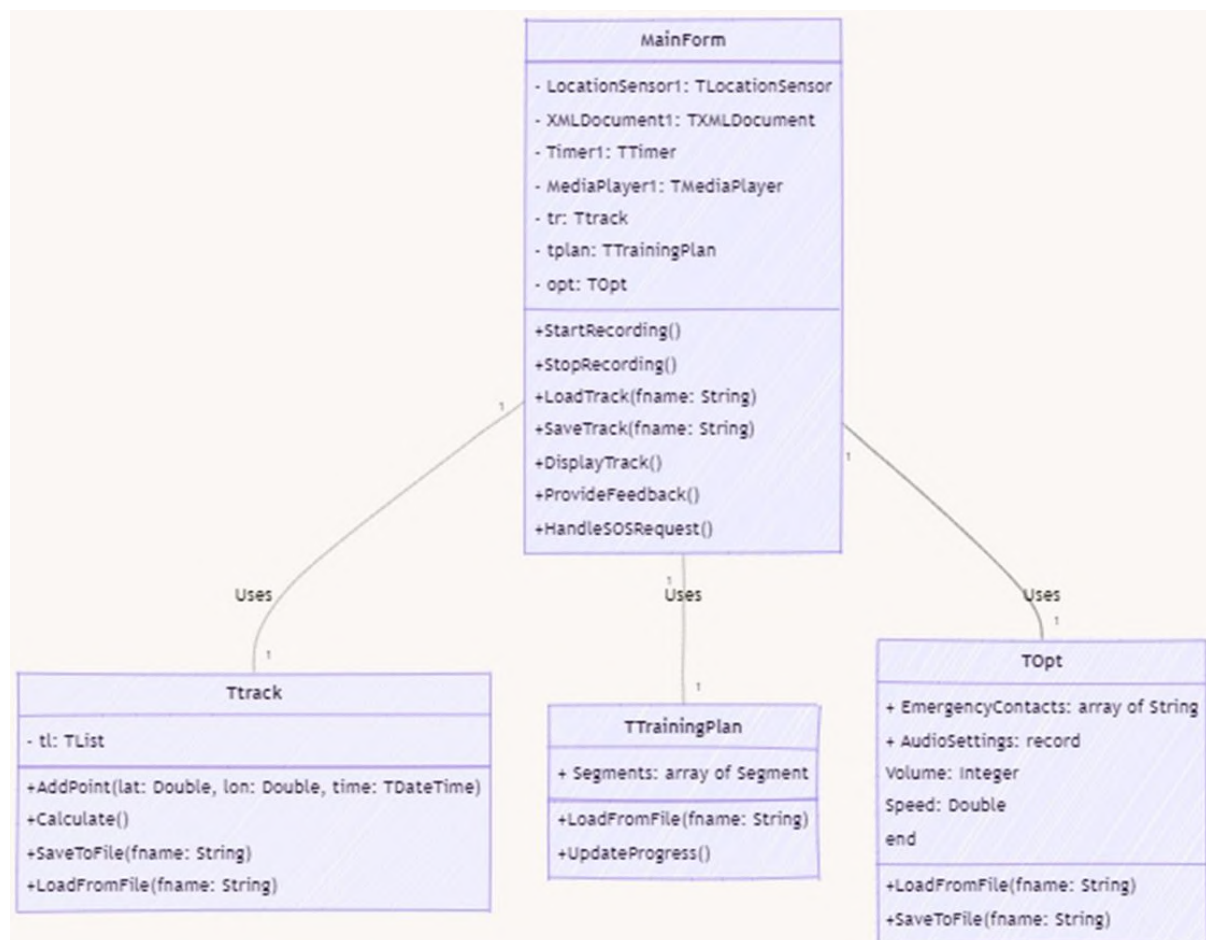 MainForm
- LocationSensor1: TLocationSensor
- XMLDocument1: TXMLDocument
- Timer1: TTimer
- MediaPlayer1: TMediaPlayer
- tr: Ttrack
- tplan: TTrainingPlan
- opt: TOpt
+StartRecording()
+StopRecording()
+LoadTrack(fname: String)
+SaveTrack(fname: String)
+DisplayTrack()
+ProvideFeedback()
+HandleSOSRequest()
1
1
1
Uses
Uses
Uses
1
1
1
Ttrack
- tl: TList
+AddPoint(lat: Double, lon: Double, time: TDateTime)
+Calculate()
+SaveToFile(fname: String)
+LoadFromFile(fname: String)
TTrainingPlan
+ Segments: array of Segment
+LoadFromFile(fname: String)
+UpdateProgress()
TOpt
+ EmergencyContacts: array of String
+ AudioSettings: record
Volume: Integer
Speed: Double
end
+LoadFromFile(fname: String)
+SaveToFile(fname: String)